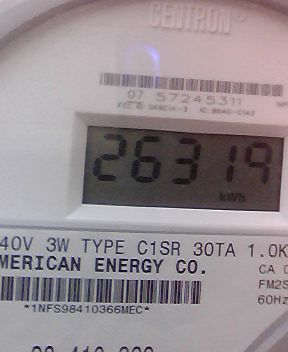 CENTRON
07 57245311
26319
kWh
40V 3W TYPE C1SR 30TA 1.0K
MERICAN ENERGY CO.
CA 0
FM2S
60Hz
*1NFS98410366MEC*